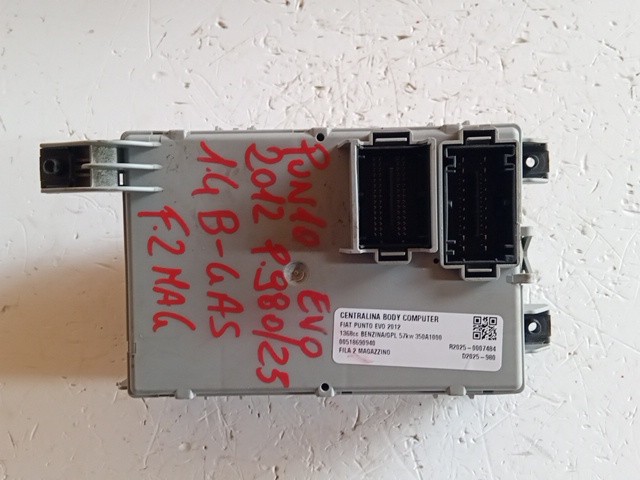 PUNTO EVO
2012 P.980/25
1.4 B-GAS
F.2 MAG
CENTRALINA BODY COMPUTER
FIAT PUNTO EVO 2012
1368cc BENZINA/GPL 57kw 350A1000
00518690940
FILA 2 MAGAZZINO
R2025-0007484
D2025-980